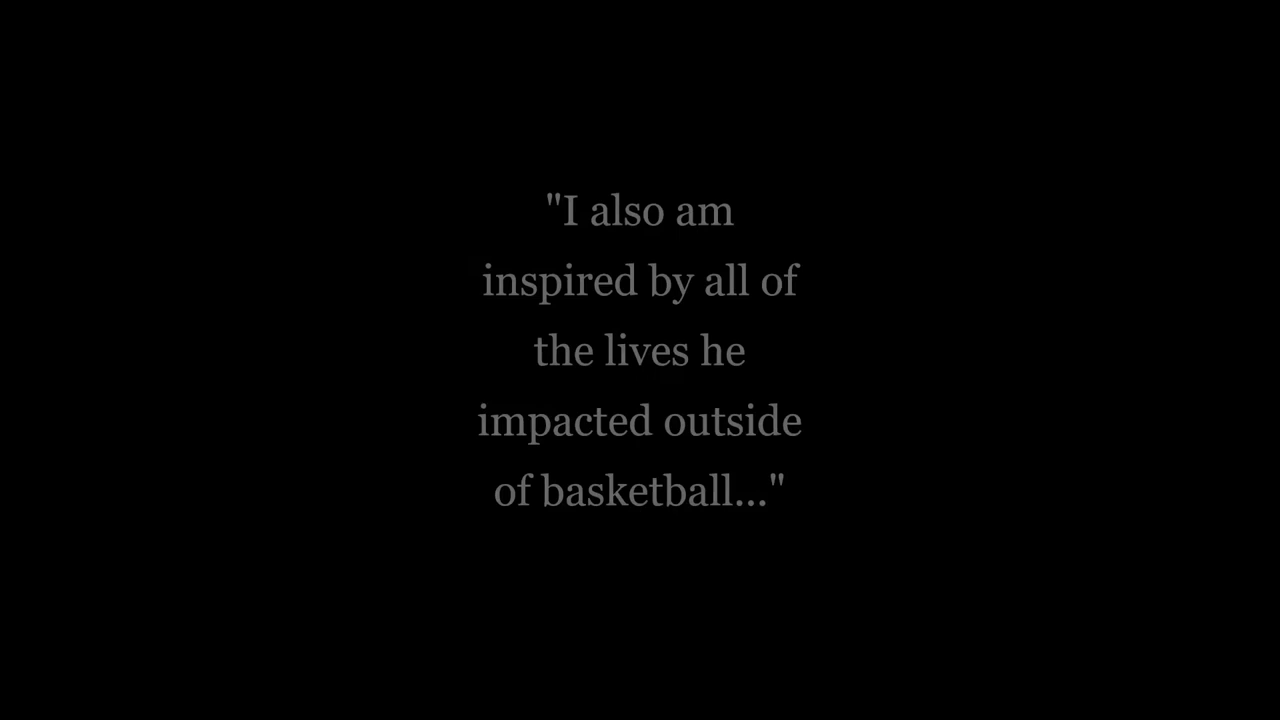 "I also am
inspired by all of
the lives he
impacted outside
of basketball..."